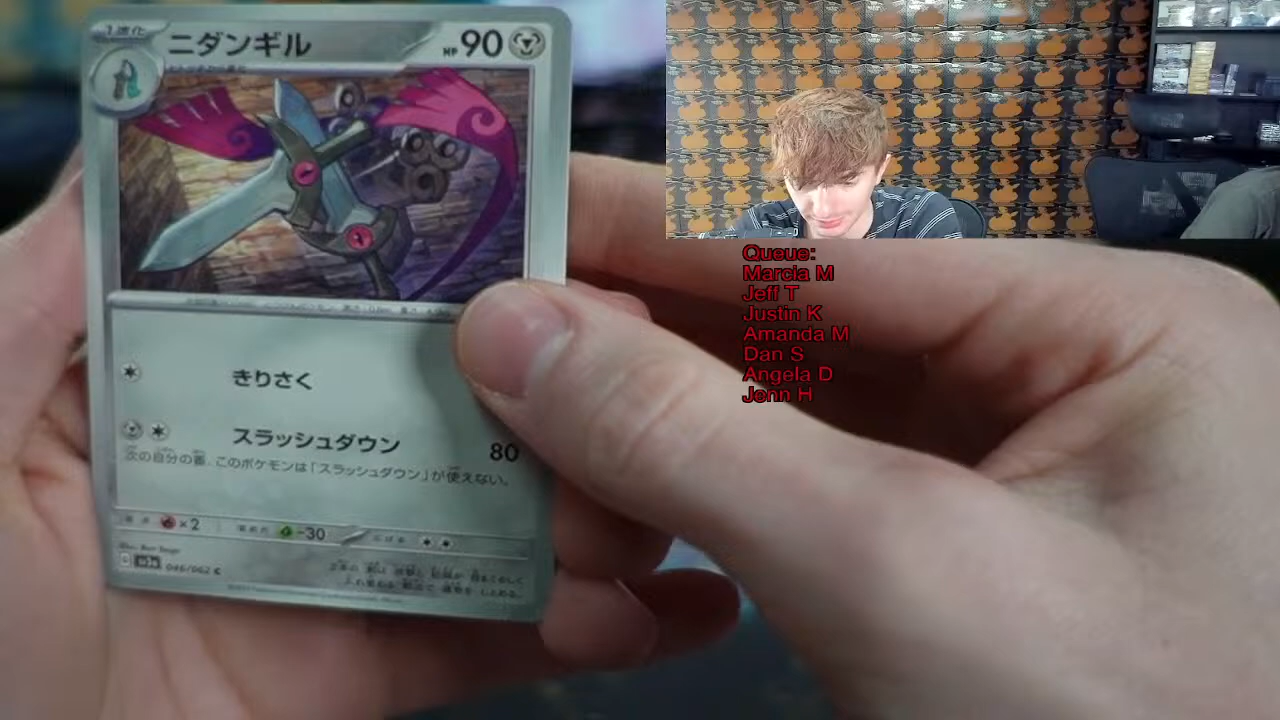 1進化
ニダンギル
HP 90
きりさく
スラッシュダウン 80
次の自分の番、このポケモンは「スラッシュダウン」が使えない。
×2 -30
046/062 C
Queue:
Marcia M
Jeff T
Justin K
Amanda M
Dan S
Angela D
Jenn H